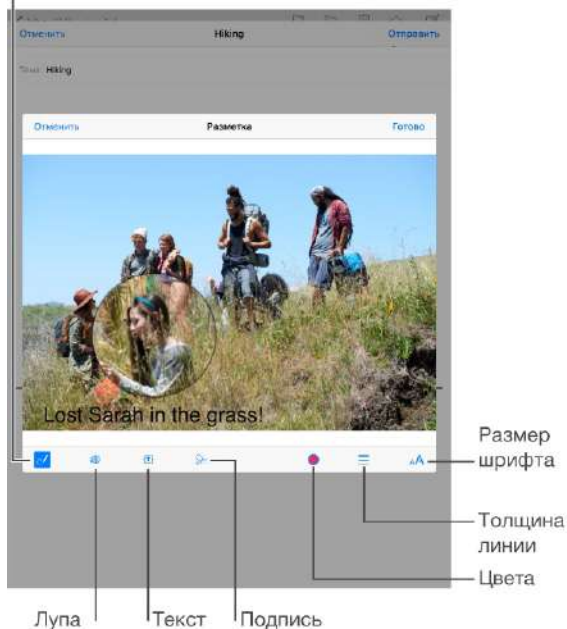 Отменить Hiking Отправить
Тема: Hiking
Отменить Разметка Готово
Lost Sarah in the grass!
AA
Размер
шрифта
Толщина
линии
Цвета
Лупа Текст Подпись